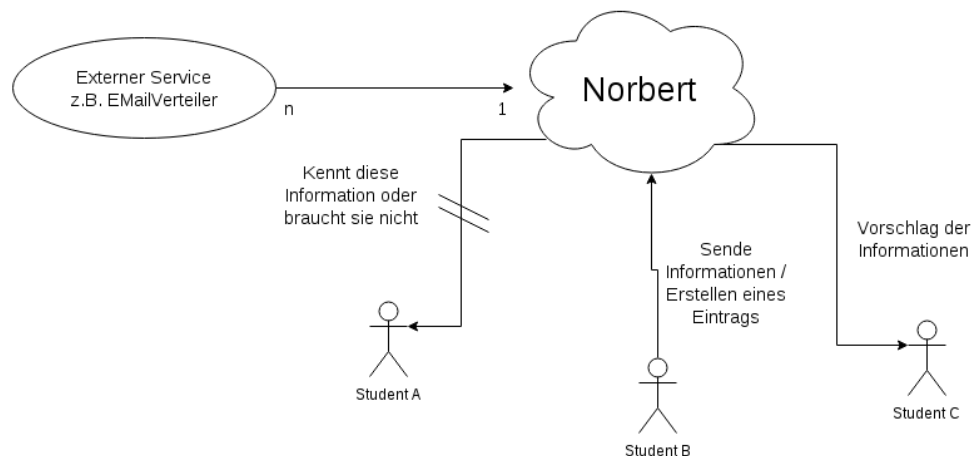 Externer Service
z.B. EMailVerteiler
n
1
Norbert
Kennt diese
Information oder
braucht sie nicht
Sende
Informationen /
Erstellen eines
Eintrags
Vorschlag der
Informationen
Student A
Student B
Student C